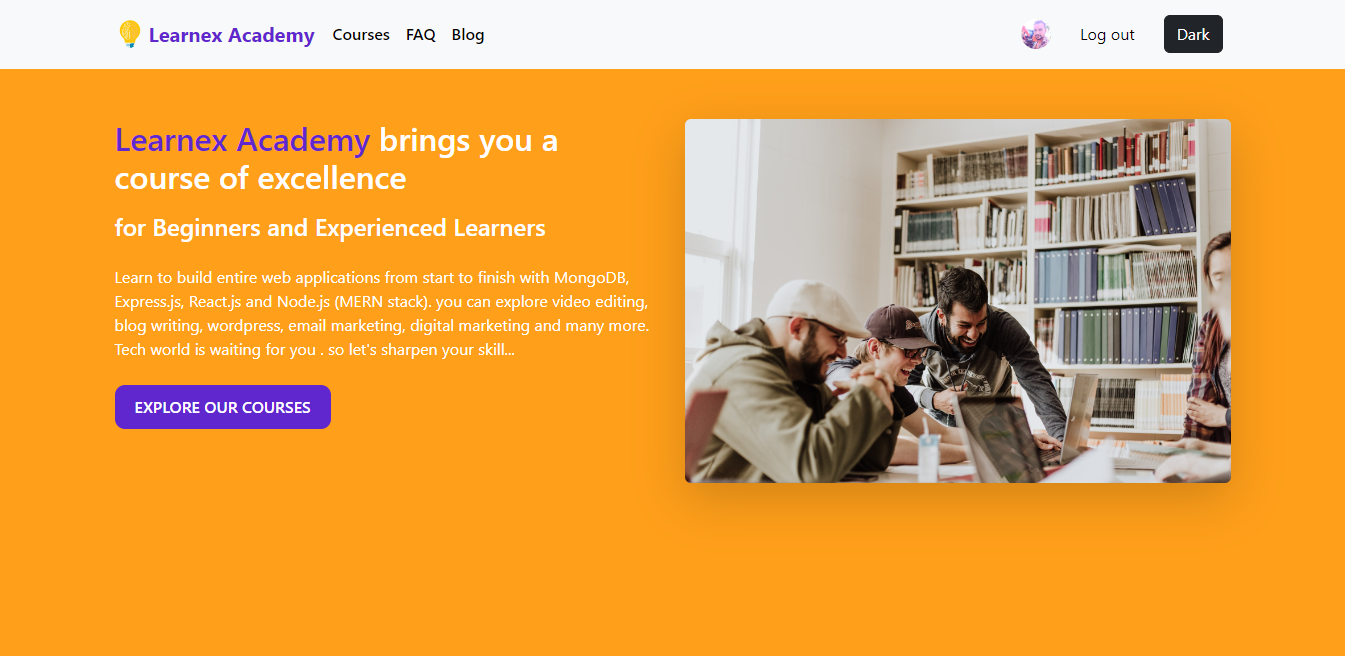 Learnex Academy Courses FAQ Blog Log out Dark
Learnex Academy brings you a
course of excellence
for Beginners and Experienced Learners
Learn to build entire web applications from start to finish with MongoDB,
Express.js, React.js and Node.js (MERN stack). you can explore video editing,
blog writing, wordpress, email marketing, digital marketing and many more.
Tech world is waiting for you . so let's sharpen your skill...
EXPLORE OUR COURSES